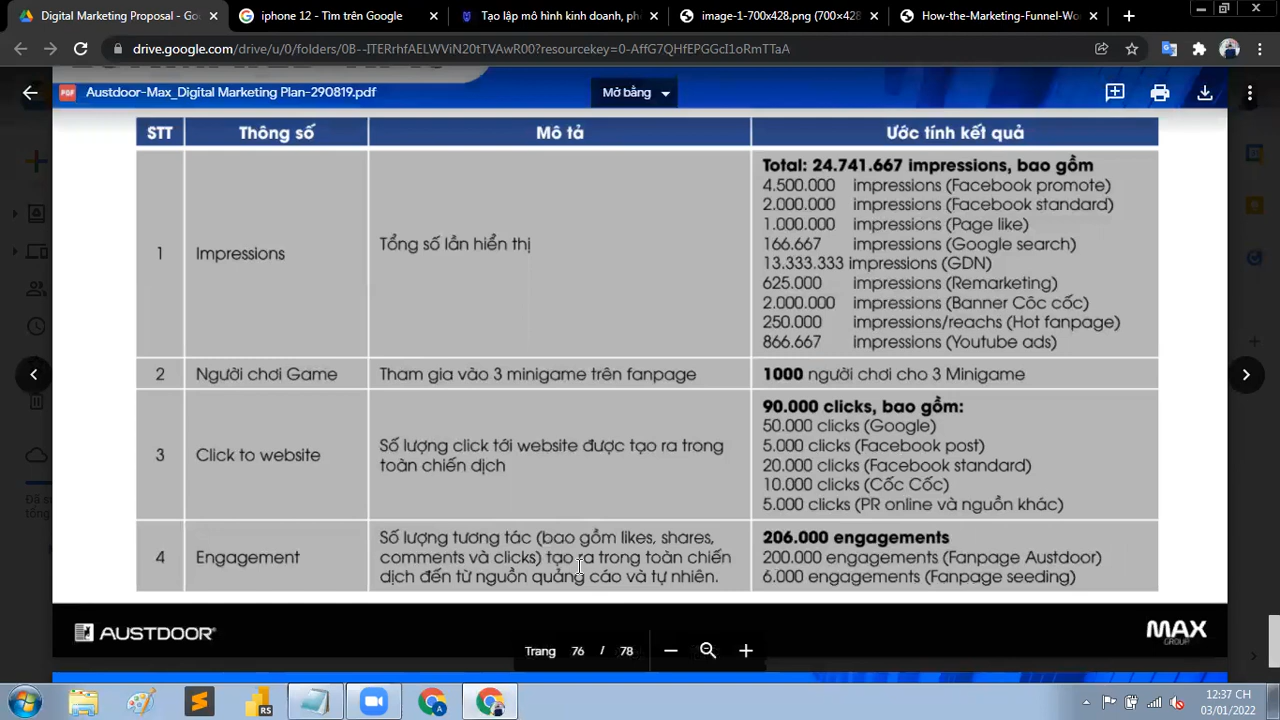 Digital Marketing Proposal - Go
iphone 12 - Tìm trên Google
Tạo lập mô hình kinh doanh, ph
image-1-700x428.png (700×428
How-the-Marketing-Funnel-Wo
drive.google.com/drive/u/0/folders/0B--ITERrhfAELWViN20tTVAwR00?resourcekey=0-AffG7QHfEPGGcI1oRmTTaA
Austdoor-Max_Digital Marketing Plan-290819.pdf
Mở bằng
STT Thông số Mô tả Ước tính kết quả
1 Impressions Tổng số lần hiển thị
Total: 24.741.667 impressions, bao gồm
4.500.000 impressions (Facebook promote)
2.000.000 impressions (Facebook standard)
1.000.000 impressions (Page like)
166.667 impressions (Google search)
13.333.333 impressions (GDN)
625.000 impressions (Remarketing)
2.000.000 impressions (Banner Côc cốc)
250.000 impressions/reachs (Hot fanpage)
866.667 impressions (Youtube ads)
2 Người chơi Game Tham gia vào 3 minigame trên fanpage 1000 người chơi cho 3 Minigame
3 Click to website
Số lượng click tới website được tạo ra trong
toàn chiến dịch
90.000 clicks, bao gồm:
50.000 clicks (Google)
5.000 clicks (Facebook post)
20.000 clicks (Facebook standard)
10.000 clicks (Cốc Cốc)
5.000 clicks (PR online và nguồn khác)
4 Engagement
Số lượng tương tác (bao gồm likes, shares,
comments và clicks) tạo ra trong toàn chiến
dịch đến từ nguồn quảng cáo và tự nhiên.
206.000 engagements
200.000 engagements (Fanpage Austdoor)
6.000 engagements (Fanpage seeding)
AUSTDOOR
MAX
GROUP
Trang 76 / 78
Đã s
tổng
RS
12:37 CH
03/01/2022